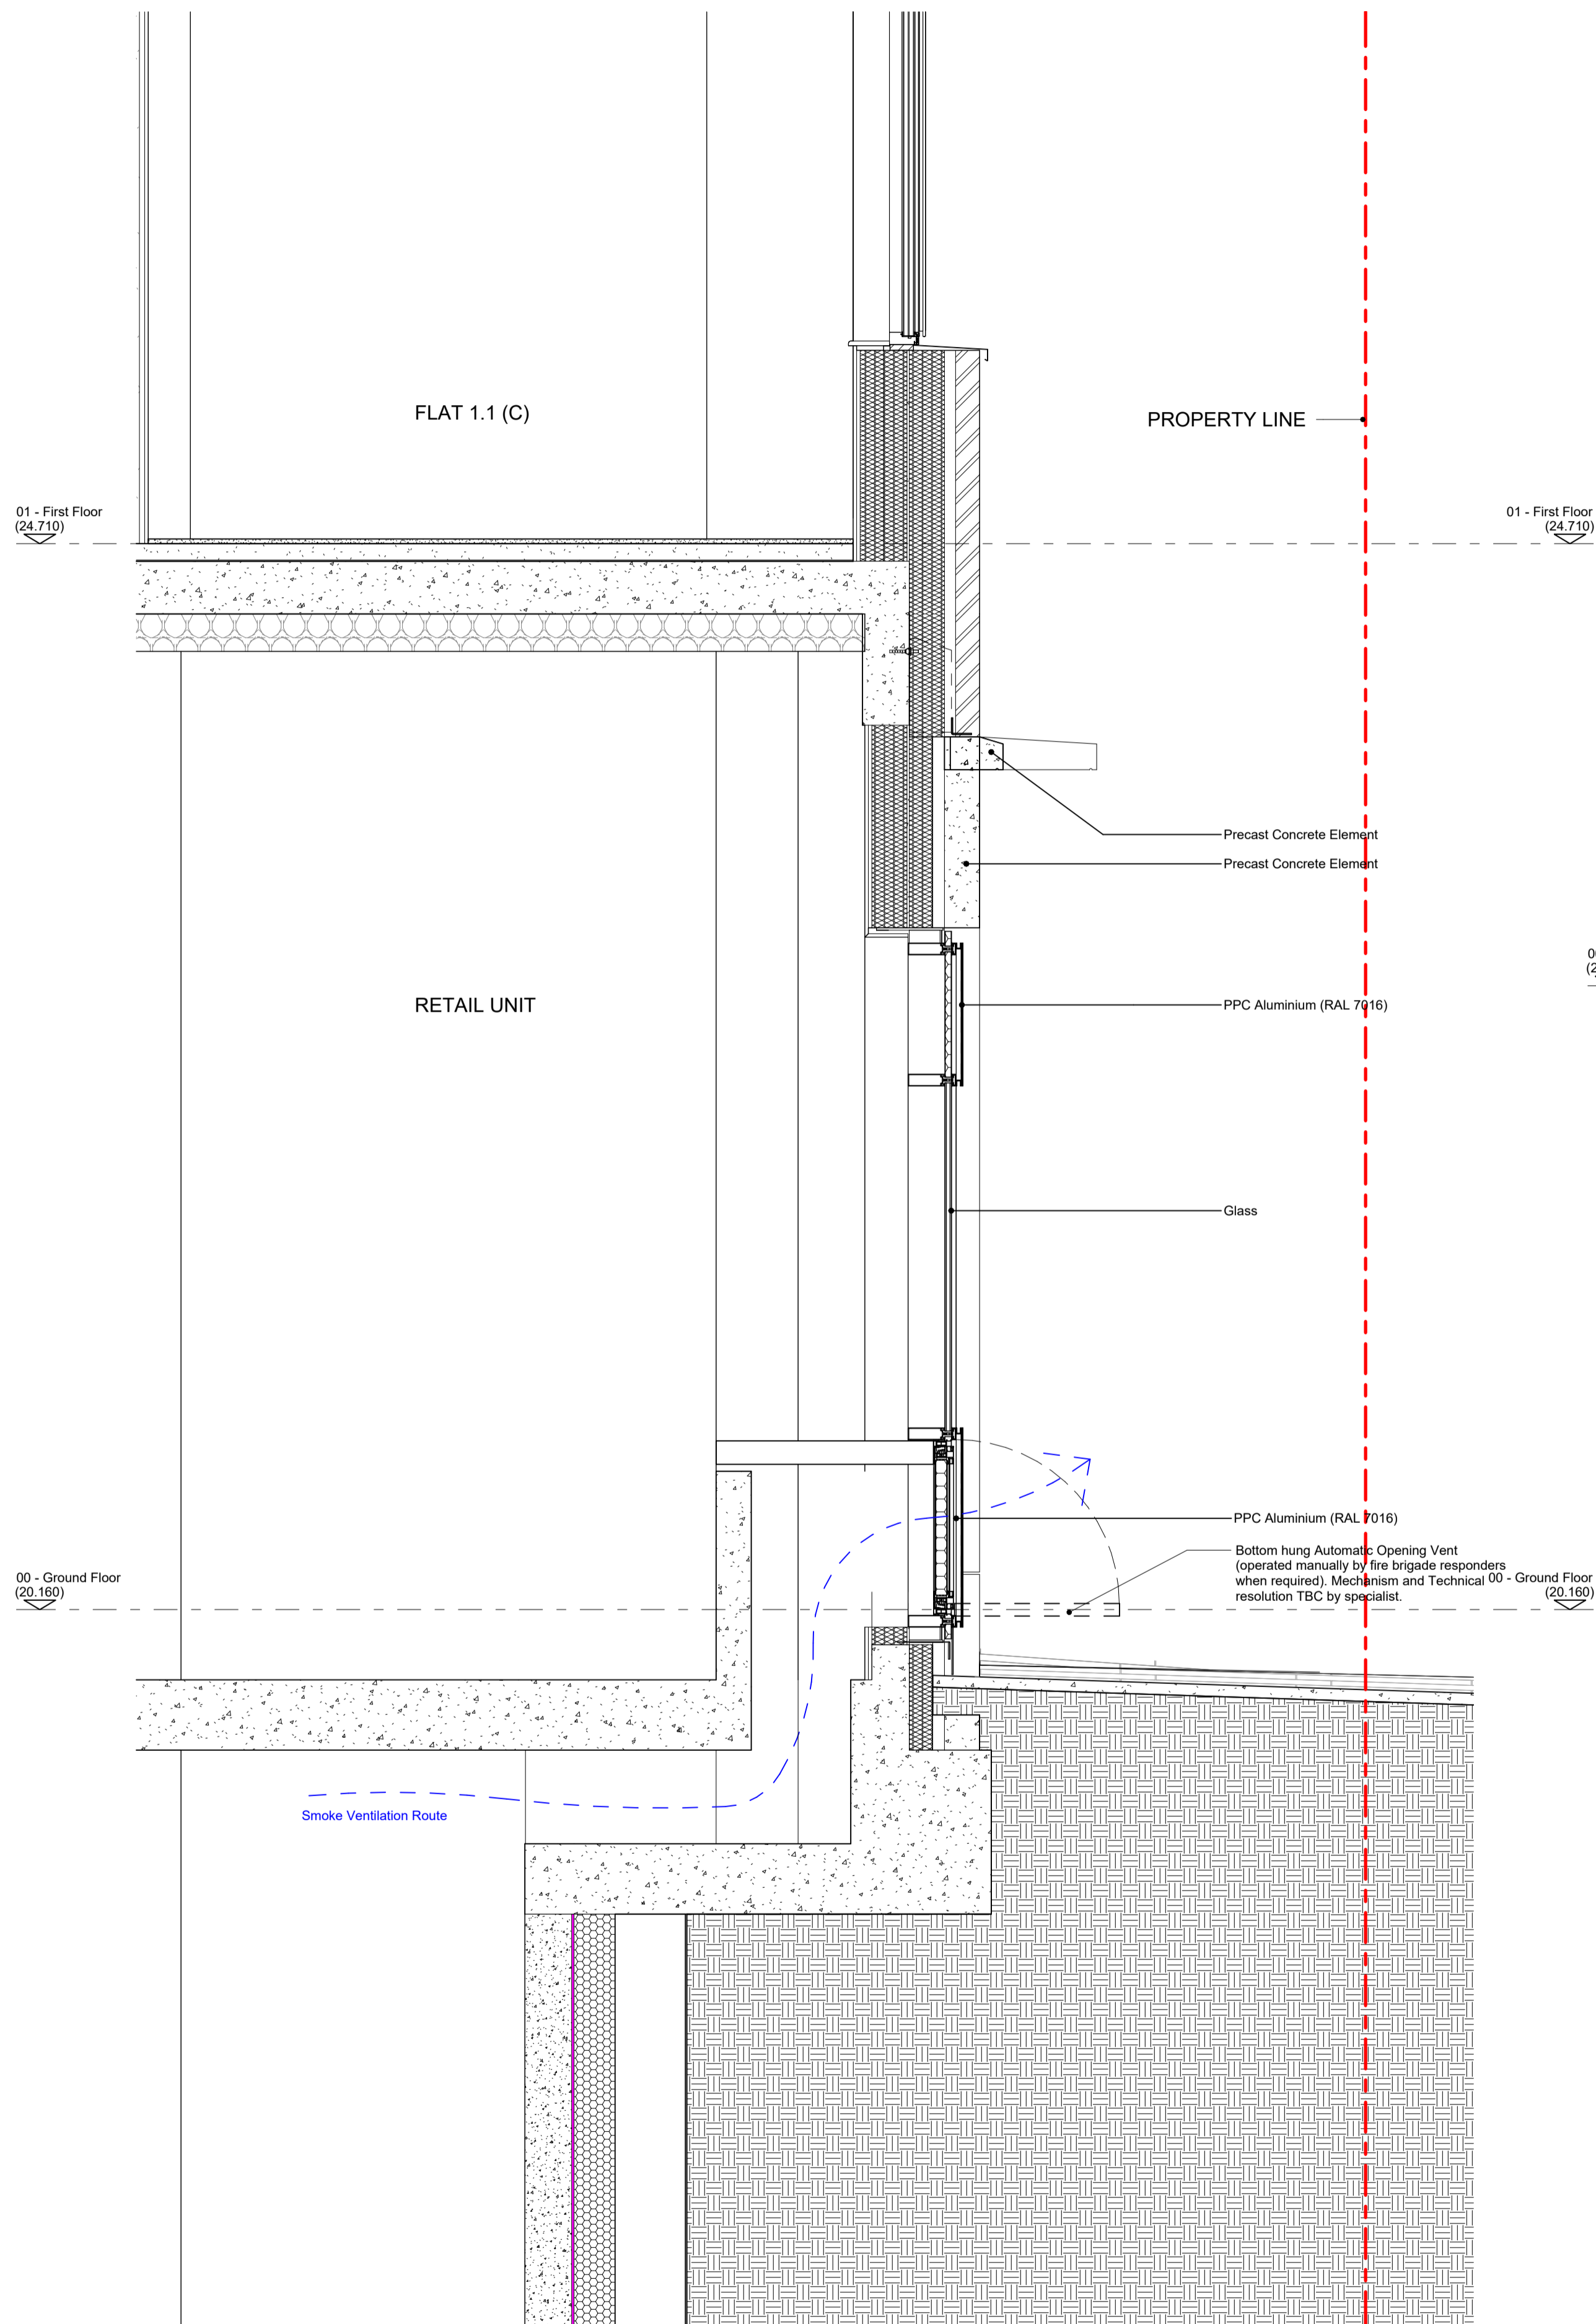 FLAT 1.1 (C)
PROPERTY LINE
01 - First Floor
(24.710)
01 - First Floor
(24.710)
Precast Concrete Element
Precast Concrete Element
RETAIL UNIT
PPC Aluminium (RAL 7016)
Glass
PPC Aluminium (RAL 7016)
Bottom hung Automatic Opening Vent
(operated manually by fire brigade responders
when required). Mechanism and Technical
resolution TBC by specialist.
00 - Ground Floor
(20.160)
00 - Ground Floor
(20.160)
Smoke Ventilation Route